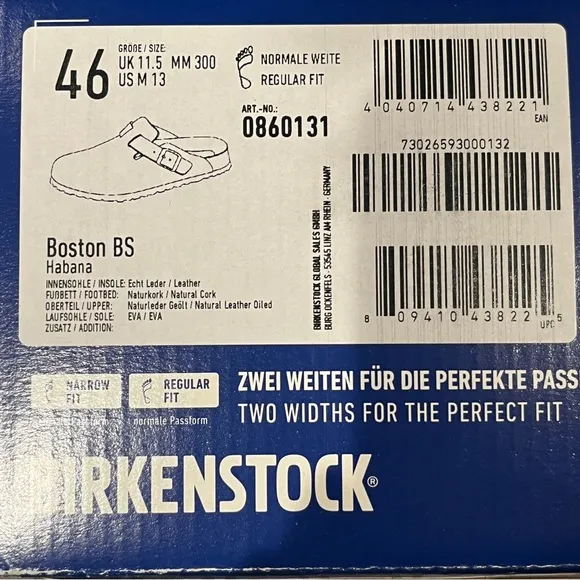 46
GRÖßE / SIZE:
UK 11.5 MM 300
US M 13
NORMALE WEITE
REGULAR FIT
ART.-NO.:
0860131
4 040714 438221
EAN
73026593000132
8 09410 43822 5
UPC
BIRKENSTOCK GLOBAL SALES GMBH
BURG OCKENFELS - 53545 LINZ AM RHEIN - GERMANY
Boston BS
Habana
INNENSOHLE / INSOLE: Echt Leder / Leather
FUßBETT / FOOTBED: Naturkork / Natural Cork
OBERTEIL / UPPER: Naturleder Geölt / Natural Leather Oiled
LAUFSOHLE / SOLE: EVA / EVA
ZUSATZ / ADDITION:
NARROW
FIT
REGULAR
FIT
normale Passform
ZWEI WEITEN FÜR DIE PERFEKTE PASS
TWO WIDTHS FOR THE PERFECT FIT
BIRKENSTOCK®